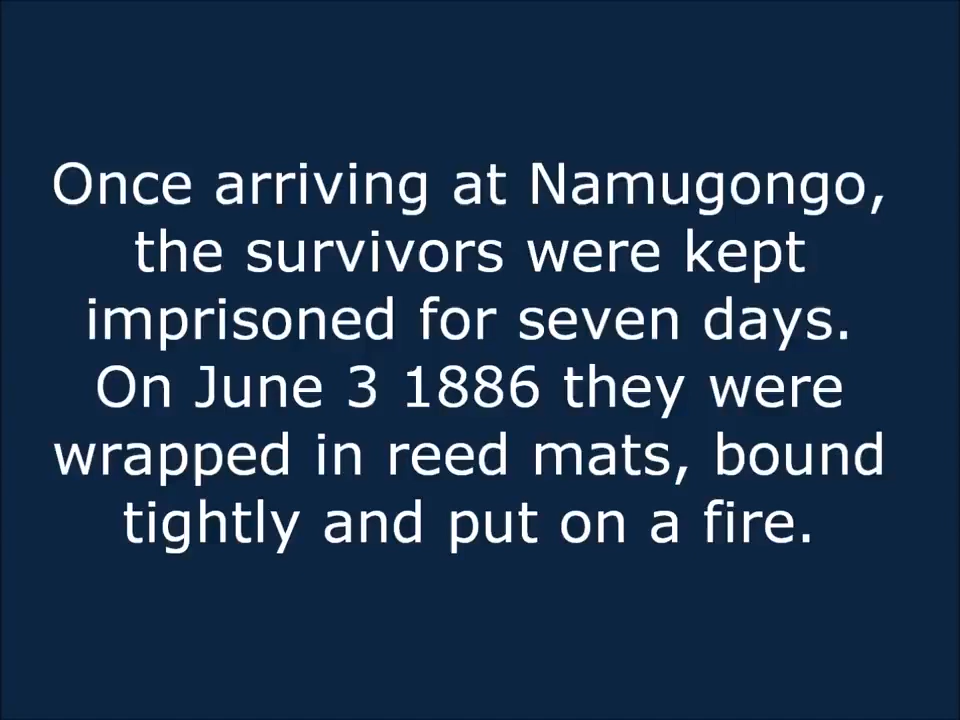 Once arriving at Namugongo,
the survivors were kept
imprisoned for seven days.
On June 3 1886 they were
wrapped in reed mats, bound
tightly and put on a fire.